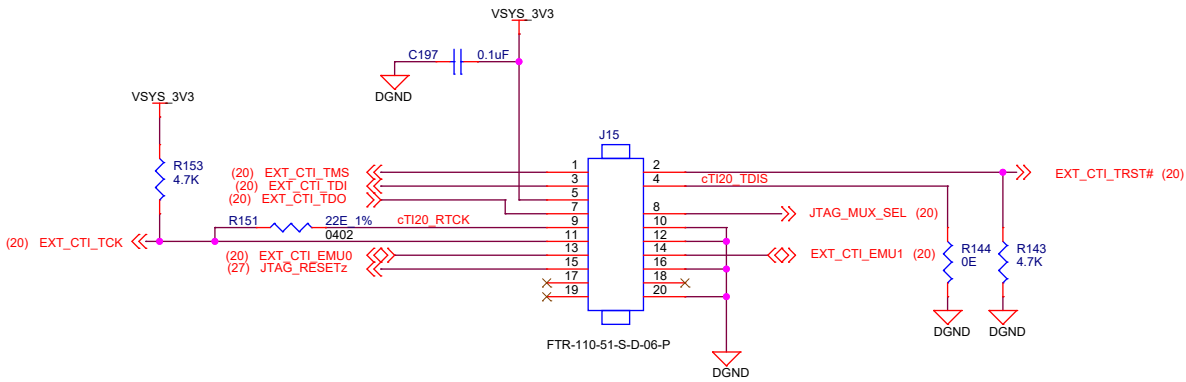 VSYS_3V3
C197 0.1uF
DGND
VSYS_3V3
J15
R153
4.7K
(20) EXT_CTI_TMS 1 2 EXT_CTI_TRST# (20)
(20) EXT_CTI_TDI 3 4 cTI20_TDIS
5
(20) EXT_CTI_TDO 7 8 JTAG_MUX_SEL (20)
R151 22E_1% cTI20_RTCK 9 10
0402
(20) EXT_CTI_TCK 11 12
(20) EXT_CTI_EMU0 13 14 EXT_CTI_EMU1 (20)
R144
0E
R143
4.7K
(27) JTAG_RESETz 15 16
17 18
19 20
DGND DGND
FTR-110-51-S-D-06-P
DGND